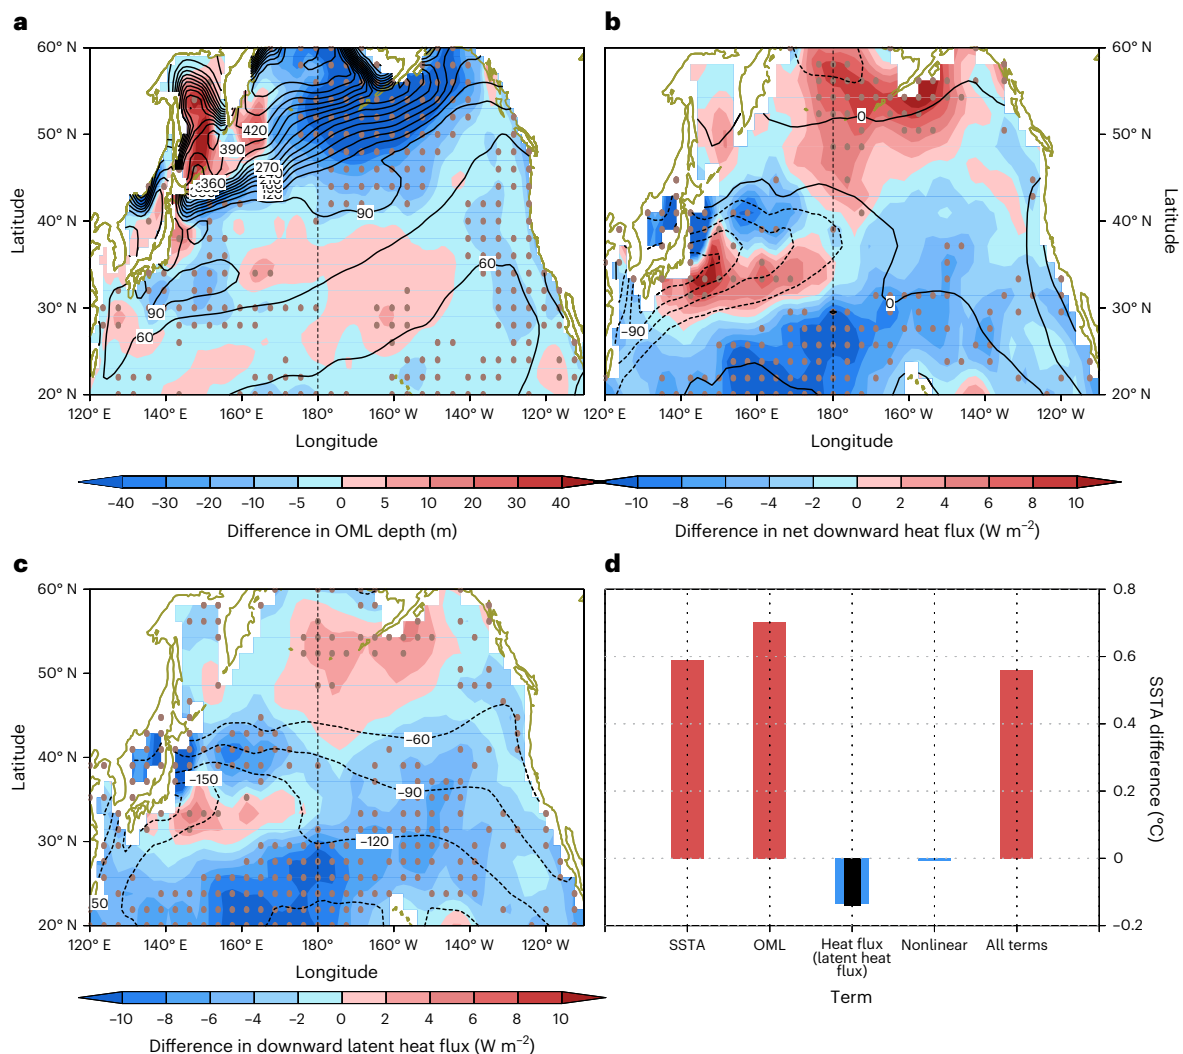 a
60° N
50° N
40° N
30° N
20° N
Latitude
420
390
360
270
120
90
60
90
60
120° E
140° E
160° E
180°
160° W
140° W
120° W
Longitude
–40
–30
–20
–10
–5
0
5
10
20
30
40
Difference in OML depth (m)
b
60° N
50° N
40° N
30° N
20° N
Latitude
0
0
–90
120° E
140° E
160° E
180°
160° W
140° W
120° W
Longitude
–10
–8
–6
–4
–2
0
2
4
6
8
10
Difference in net downward heat flux (W m⁻²)
c
60° N
50° N
40° N
30° N
20° N
Latitude
–60
–150
–90
–120
50
120° E
140° E
160° E
180°
160° W
140° W
120° W
Longitude
–10
–8
–6
–4
–2
0
2
4
6
8
10
Difference in downward latent heat flux (W m⁻²)
d
0.8
0.6
0.4
0.2
0
–0.2
SSTA difference (°C)
SSTA
OML
Heat flux
(latent heat
flux)
Nonlinear
All terms
Term